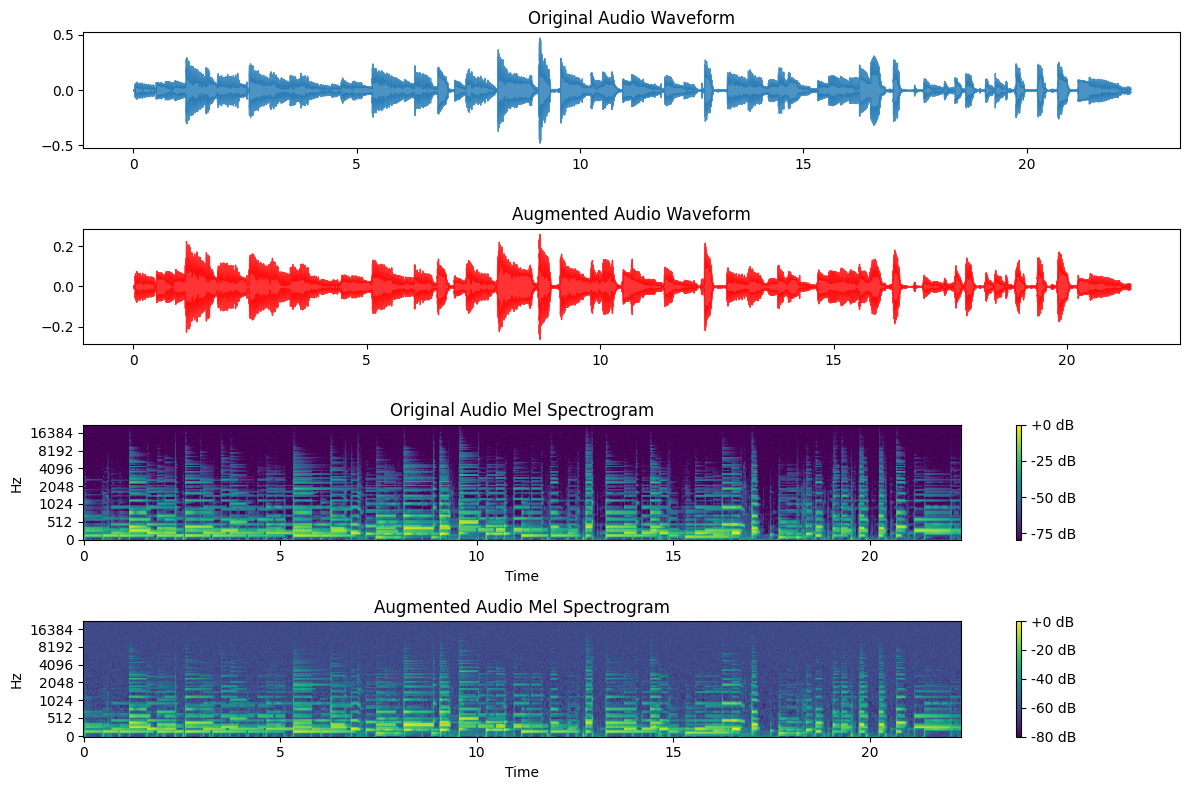 Original Audio Waveform
0.5
0.0
−0.5
0 5 10 15 20
Augmented Audio Waveform
0.2
0.0
−0.2
0 5 10 15 20
Original Audio Mel Spectrogram
16384
8192
4096
2048
1024
512
0
Hz
0 5 10 15 20
Time
+0 dB
-25 dB
-50 dB
-75 dB
Augmented Audio Mel Spectrogram
16384
8192
4096
2048
1024
512
0
Hz
0 5 10 15 20
Time
+0 dB
-20 dB
-40 dB
-60 dB
-80 dB